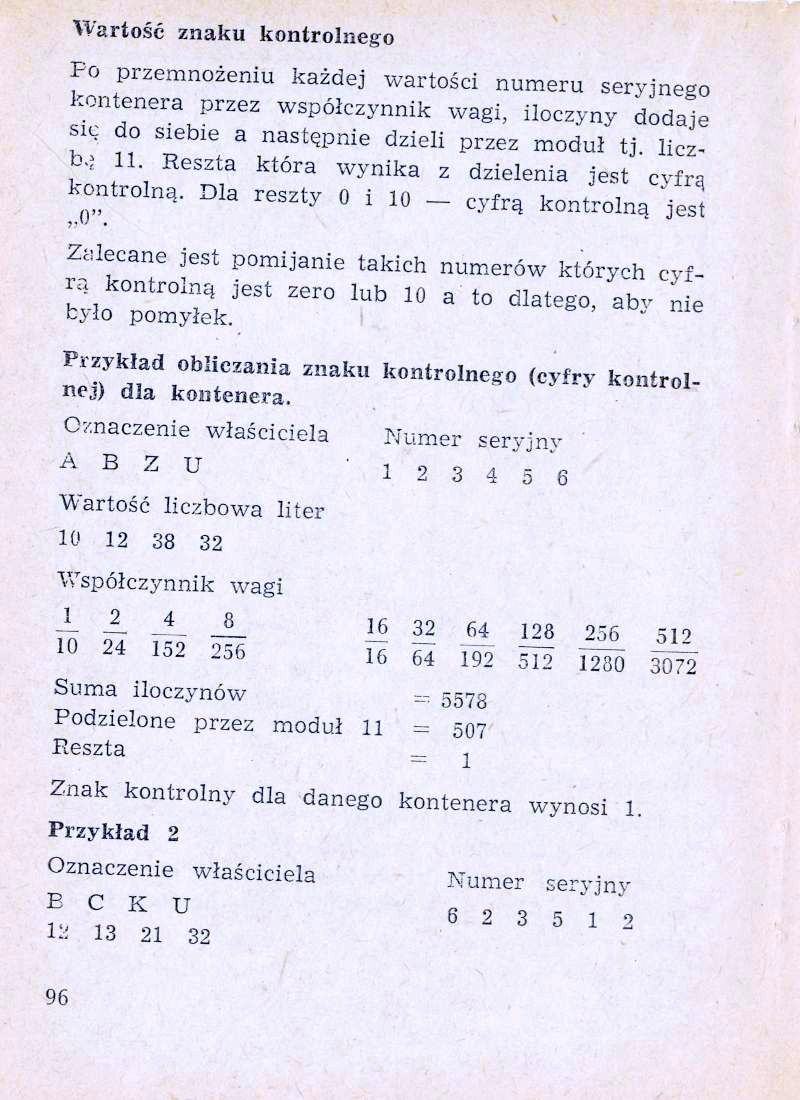 Wartość znaku kontrolnego
Po przemnożeniu każdej wartości numeru seryjnego
kontenera przez współczynnik wagi, iloczyny dodaje
się do siebie a następnie dzieli przez moduł tj. licz-
bę 11. Reszta która wynika z dzielenia jest cyfrą
kontrolną. Dla reszty 0 i 10 — cyfrą kontrolną jest
„0”.
Zalecane jest pomijanie takich numerów których cyf-
rą kontrolną jest zero lub 10 a to dlatego, aby nie
było pomyłek.
Przykład obliczania znaku kontrolnego (cyfry kontrol-
nej) dla kontenera.
Oznaczenie właściciela Numer seryjny
A B Z U 1 2 3 4 5 6
Wartość liczbowa liter
10 12 38 32
Współczynnik wagi
1 2 4 8 16 32 64 128 256 512
10 24 152 256 16 64 192 512 1280 3072
Suma iloczynów = 5578
Podzielone przez moduł 11 = 507
Reszta = 1
Znak kontrolny dla danego kontenera wynosi 1.
Przykład 2
Oznaczenie właściciela Numer seryjny
B C K U 6 2 3 5 1 2
12 13 21 32
96